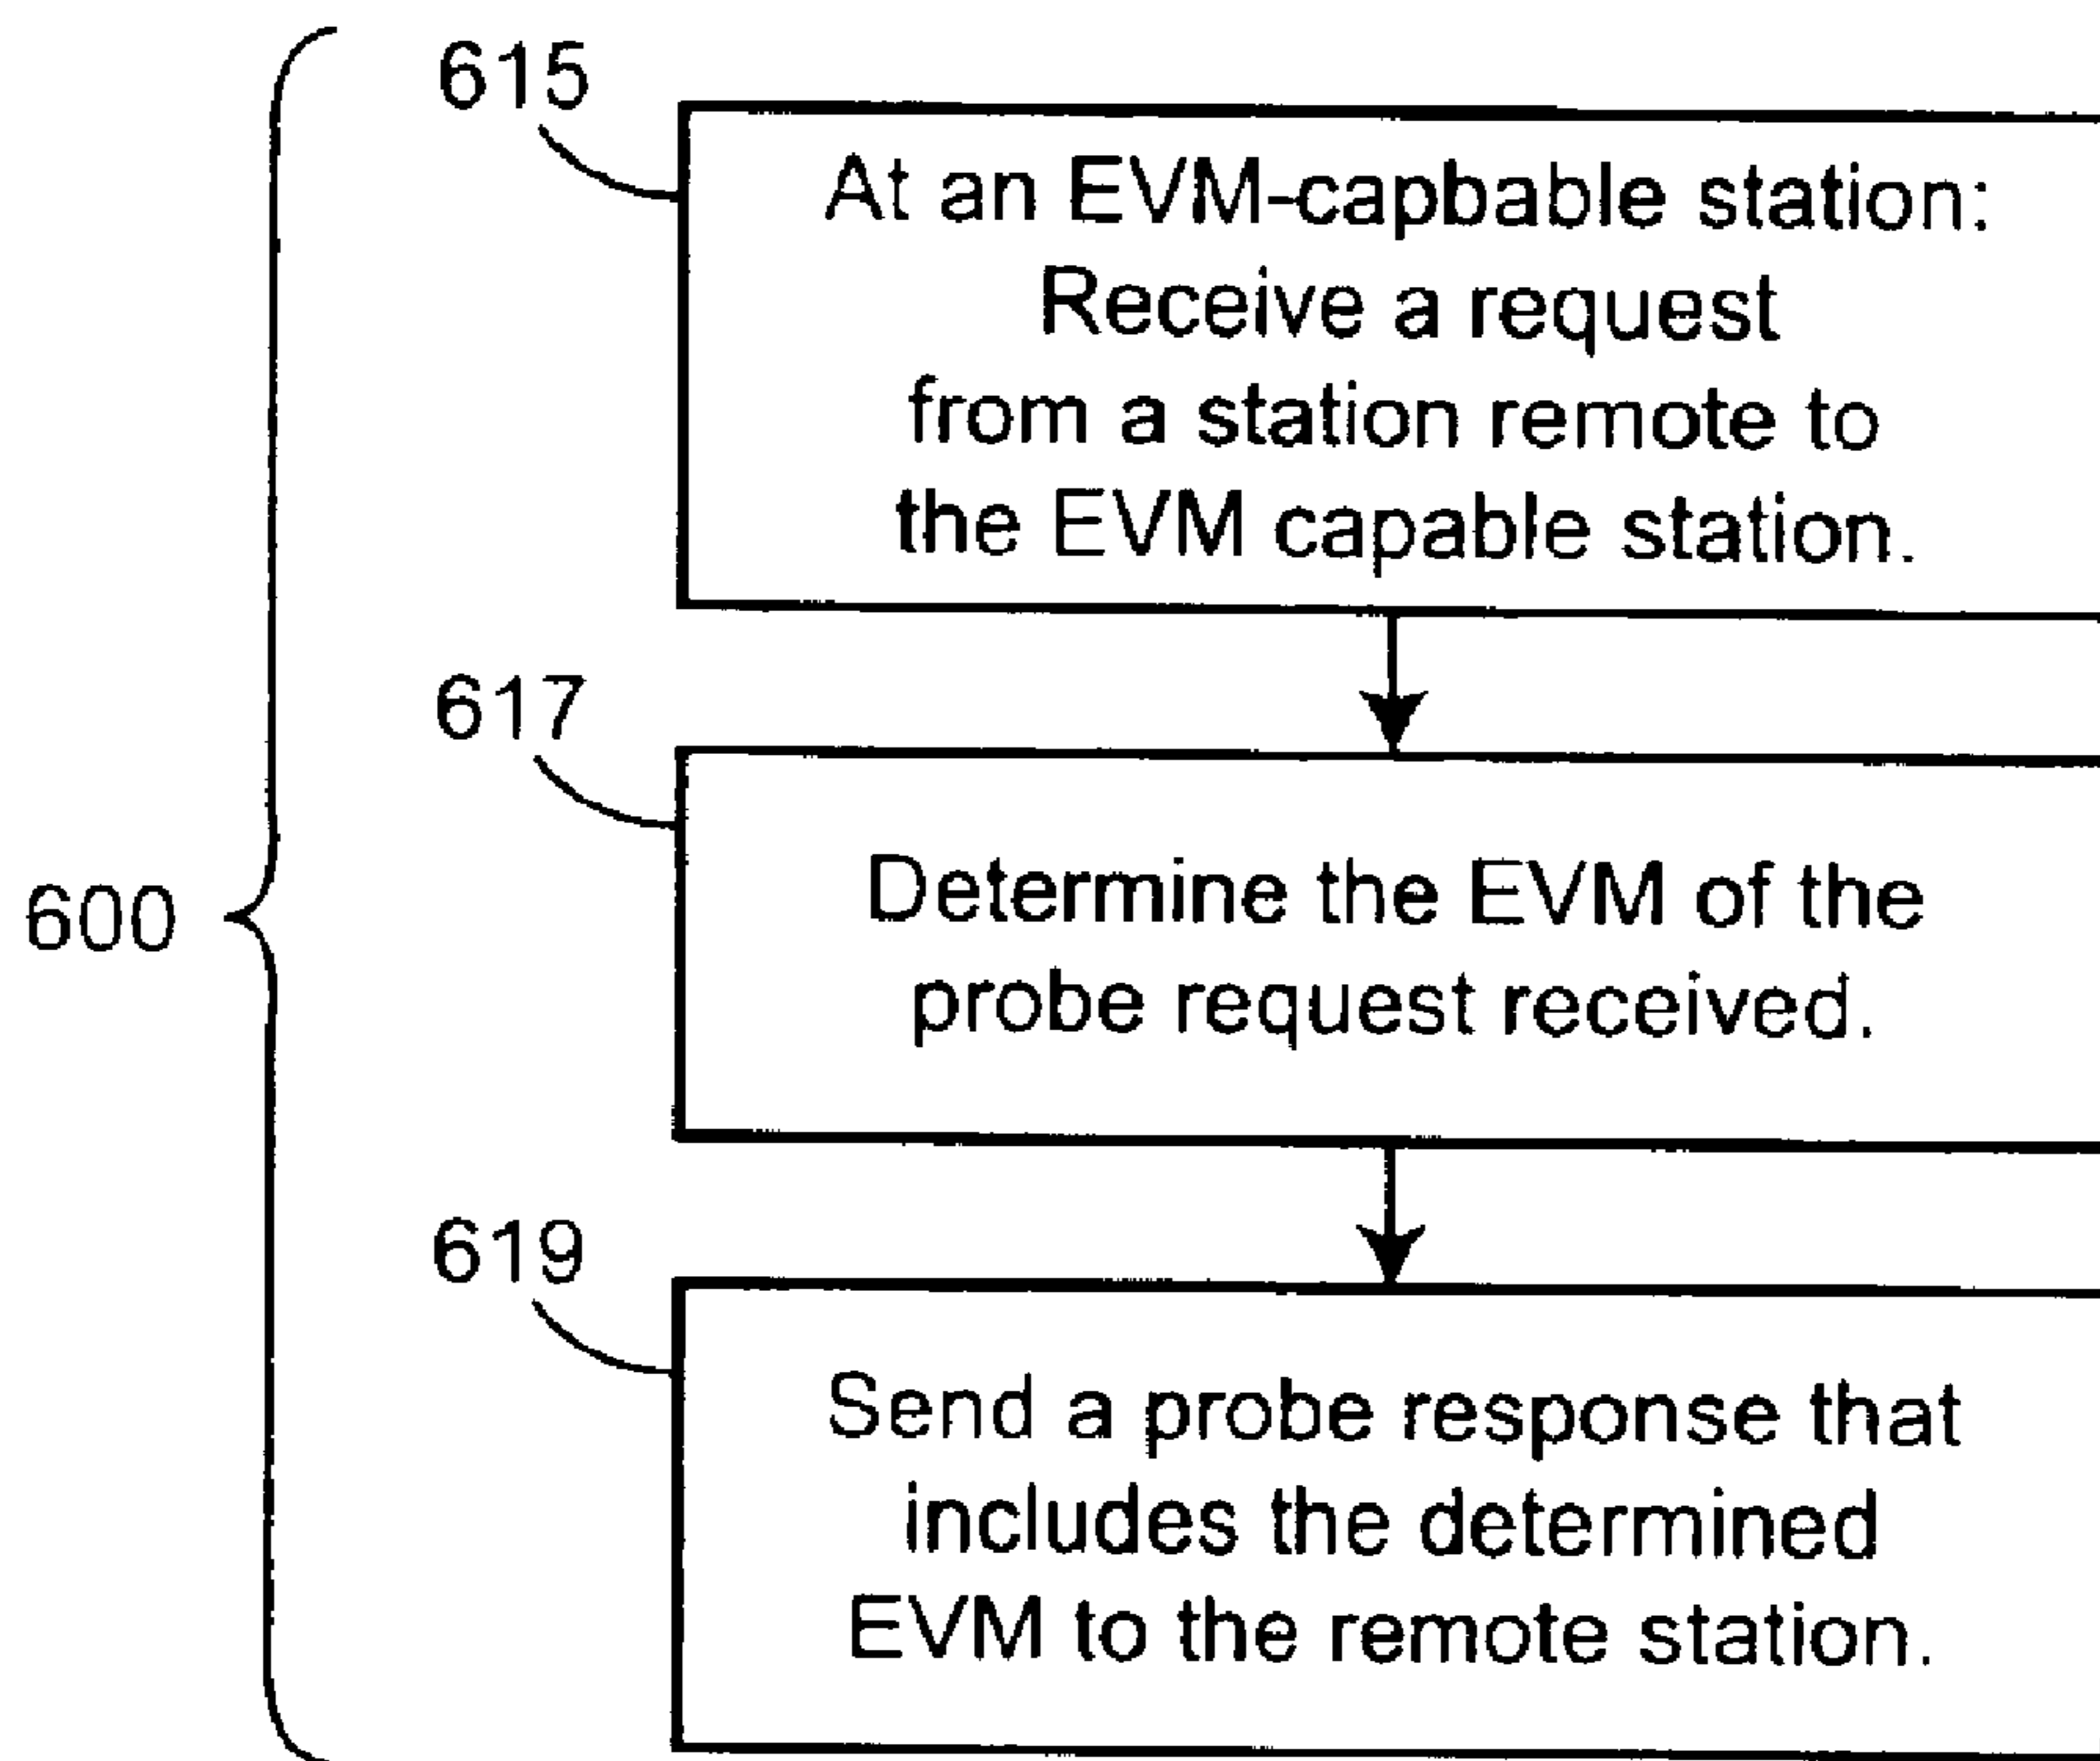 615
At an EVM-capbable station:
Receive a request
from a station remote to
the EVM capable station.
617
Determine the EVM of the
probe request received.
600
619
Send a probe response that
includes the determined
EVM to the remote station.